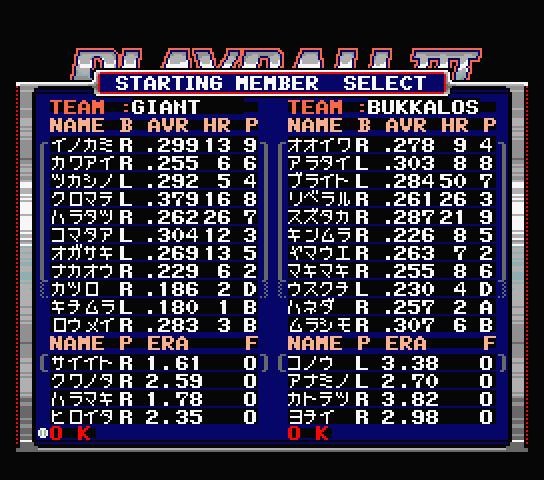 PLAYBALL III
STARTING MEMBER SELECT
TEAM :GIANT
NAME B AVR HR P
イノカミ R .299 13 9
カワアイ R .255 6 6
ツカシノ L .292 5 4
クロマテ L .379 16 8
ハラタツ R .262 26 7
コマタア L .304 12 3
オガサキ L .269 13 5
ナカオウ R .229 6 2
カツロ R .186 2 D
キチムラ L .180 1 B
ロウメイ R .283 3 B
NAME P ERA F
サイイト R 1.61 0
クワノタ R 2.59 0
ハラマキ R 1.78 0
ヒロイタ R 2.35 0
O K
TEAM :BUKKALOS
NAME B AVR HR P
オオイワ R .278 9 4
アラタイ L .303 8 8
ブライト L .284 50 7
リベラル R .261 26 3
スズタカ R .287 21 9
キンムラ R .226 8 5
ヤマウエ R .263 7 2
マキマキ R .255 8 6
ウスクチ L .230 4 D
ハネダ R .257 2 A
ムラシモ R .307 6 B
NAME P ERA F
コノウ L 3.38 0
アナミノ L 2.70 0
カトラツ R 3.82 0
ヨチイ R 2.98 0
O K